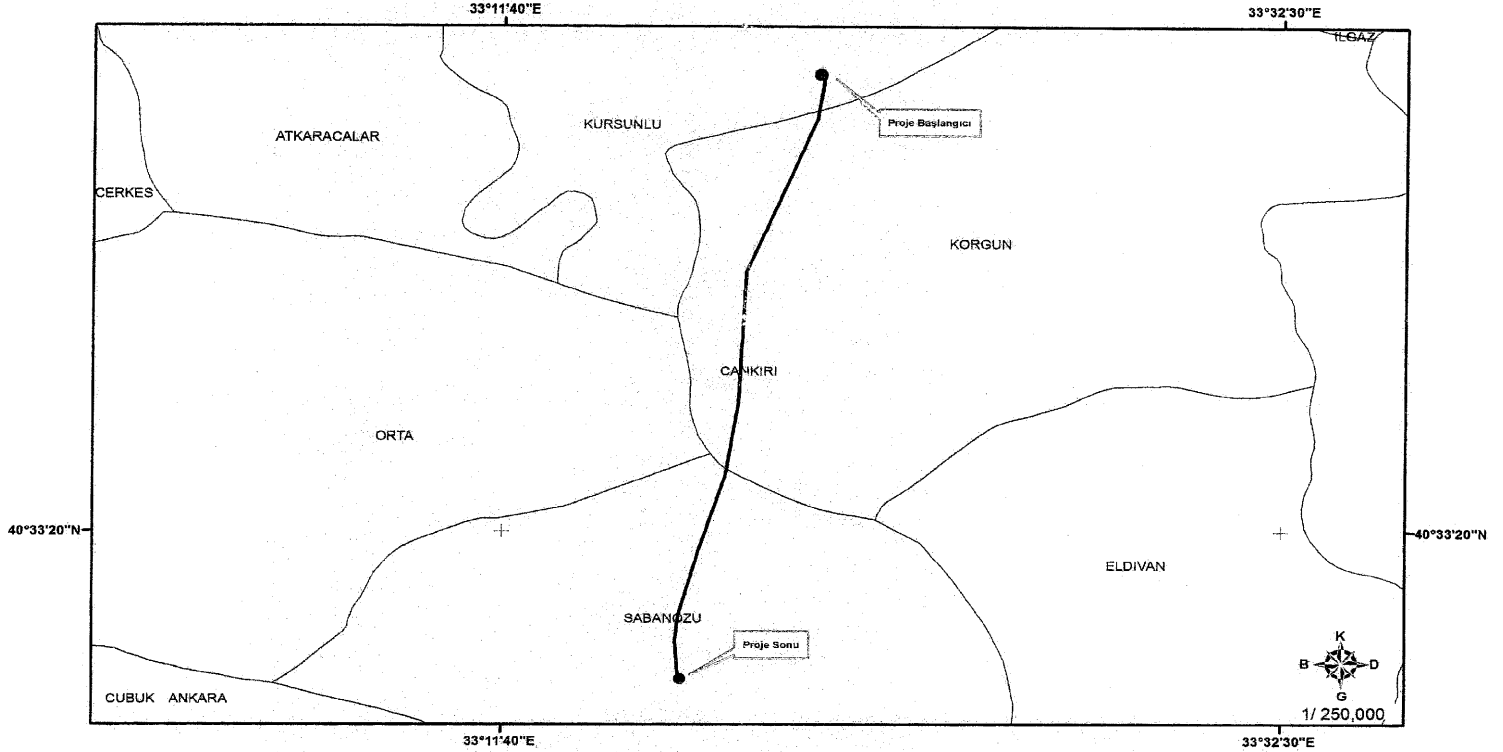 33°11'40"E
33°32'30"E
ILGAZ
Proje Başlangıcı
KURSUNLU
ATKARACALAR
CERKES
KORGUN
CANKIRI
ORTA
40°33'20"N
40°33'20"N
ELDIVAN
SABANOZU
Proje Sonu
K
B
D
G
CUBUK ANKARA
1/ 250,000
33°11'40"E
33°32'30"E